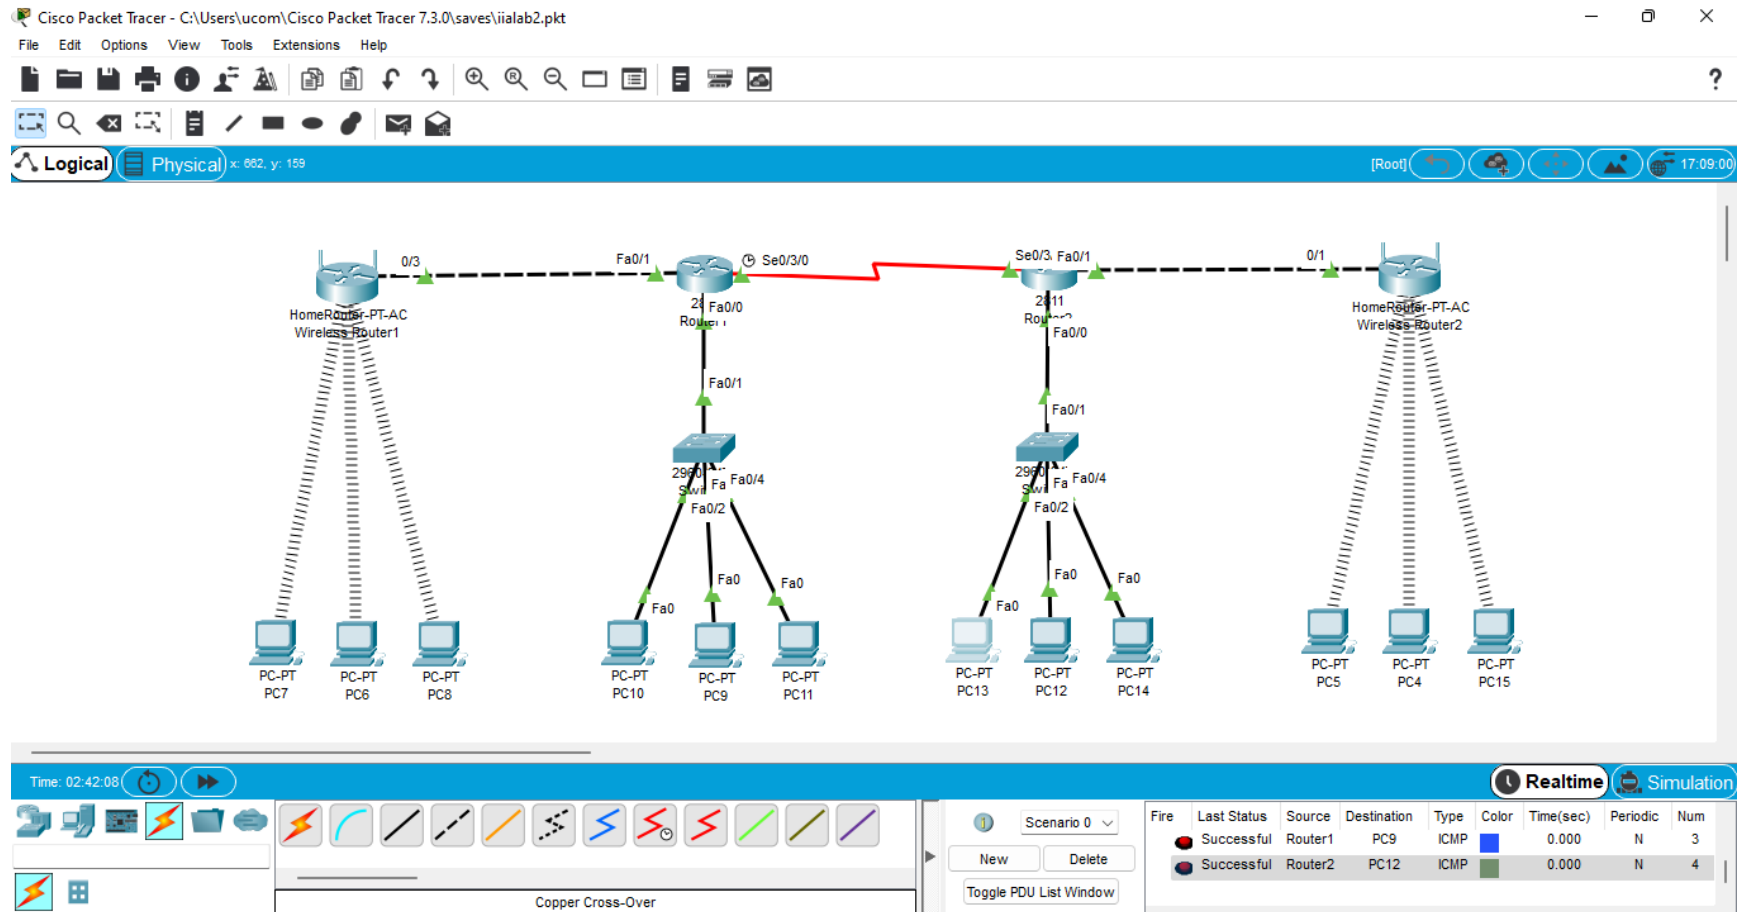 Cisco Packet Tracer - C:\Users\ucom\Cisco Packet Tracer 7.3.0\saves\iialab2.pkt
File Edit Options View Tools Extensions Help
Logical Physical x: 662, y: 159 [Root] 17:09:00
0/3 Fa0/1 Se0/3/0 Se0/3 Fa0/1 0/1
HomeRouter-PT-AC
Wireless Router1
Fa0/0
2811
Fa0/0
HomeRouter-PT-AC
Wireless Router2
Fa0/1
Fa0/1
Fa0/4
Fa0/2
Fa0/4
Fa0/2
Fa0 Fa0 Fa0
Fa0 Fa0 Fa0
PC-PT
PC7
PC-PT
PC6
PC-PT
PC8
PC-PT
PC10
PC-PT
PC9
PC-PT
PC11
PC-PT
PC13
PC-PT
PC12
PC-PT
PC14
PC-PT
PC5
PC-PT
PC4
PC-PT
PC15
Time: 02:42:08 Realtime Simulation
Scenario 0
New Delete
Toggle PDU List Window
Copper Cross-Over
Fire Last Status Source Destination Type Color Time(sec) Periodic Num
Successful Router1 PC9 ICMP 0.000 N 3
Successful Router2 PC12 ICMP 0.000 N 4